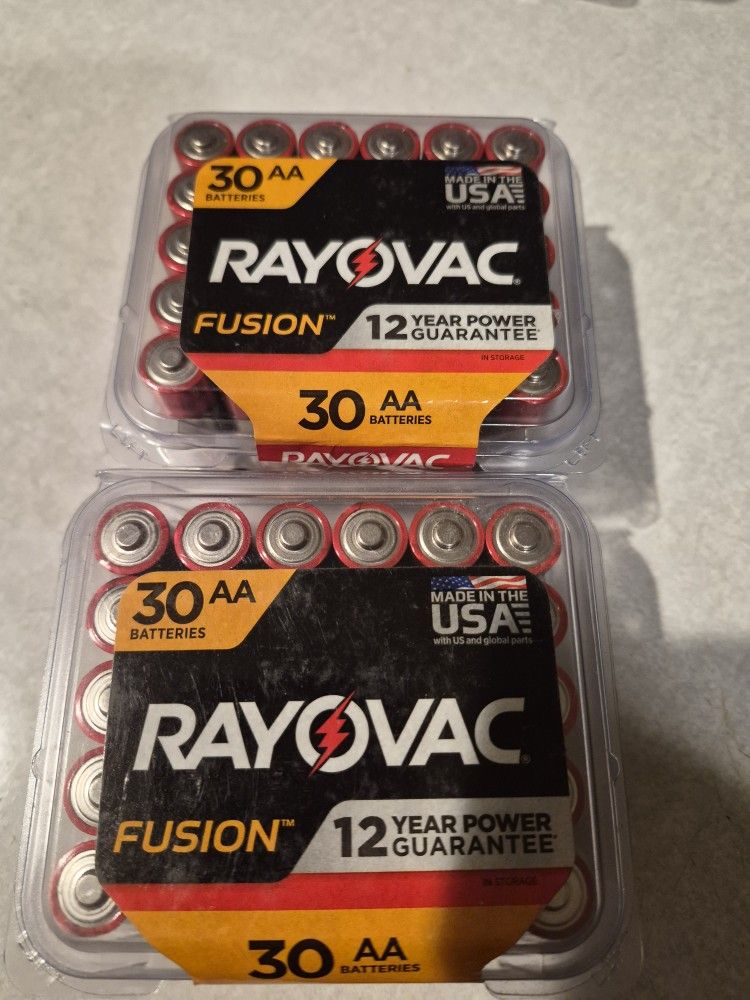 30 AA
BATTERIES
MADE IN THE
USA
with US and global parts
RAYOVAC
FUSION™
12 YEAR POWER
GUARANTEE*
IN STORAGE
30 AA
BATTERIES
RAYOVAC
30 AA
BATTERIES
MADE IN THE
USA
with US and global parts
RAYOVAC®
FUSION™
12 YEAR POWER
GUARANTEE*
IN STORAGE
30 AA
BATTERIES